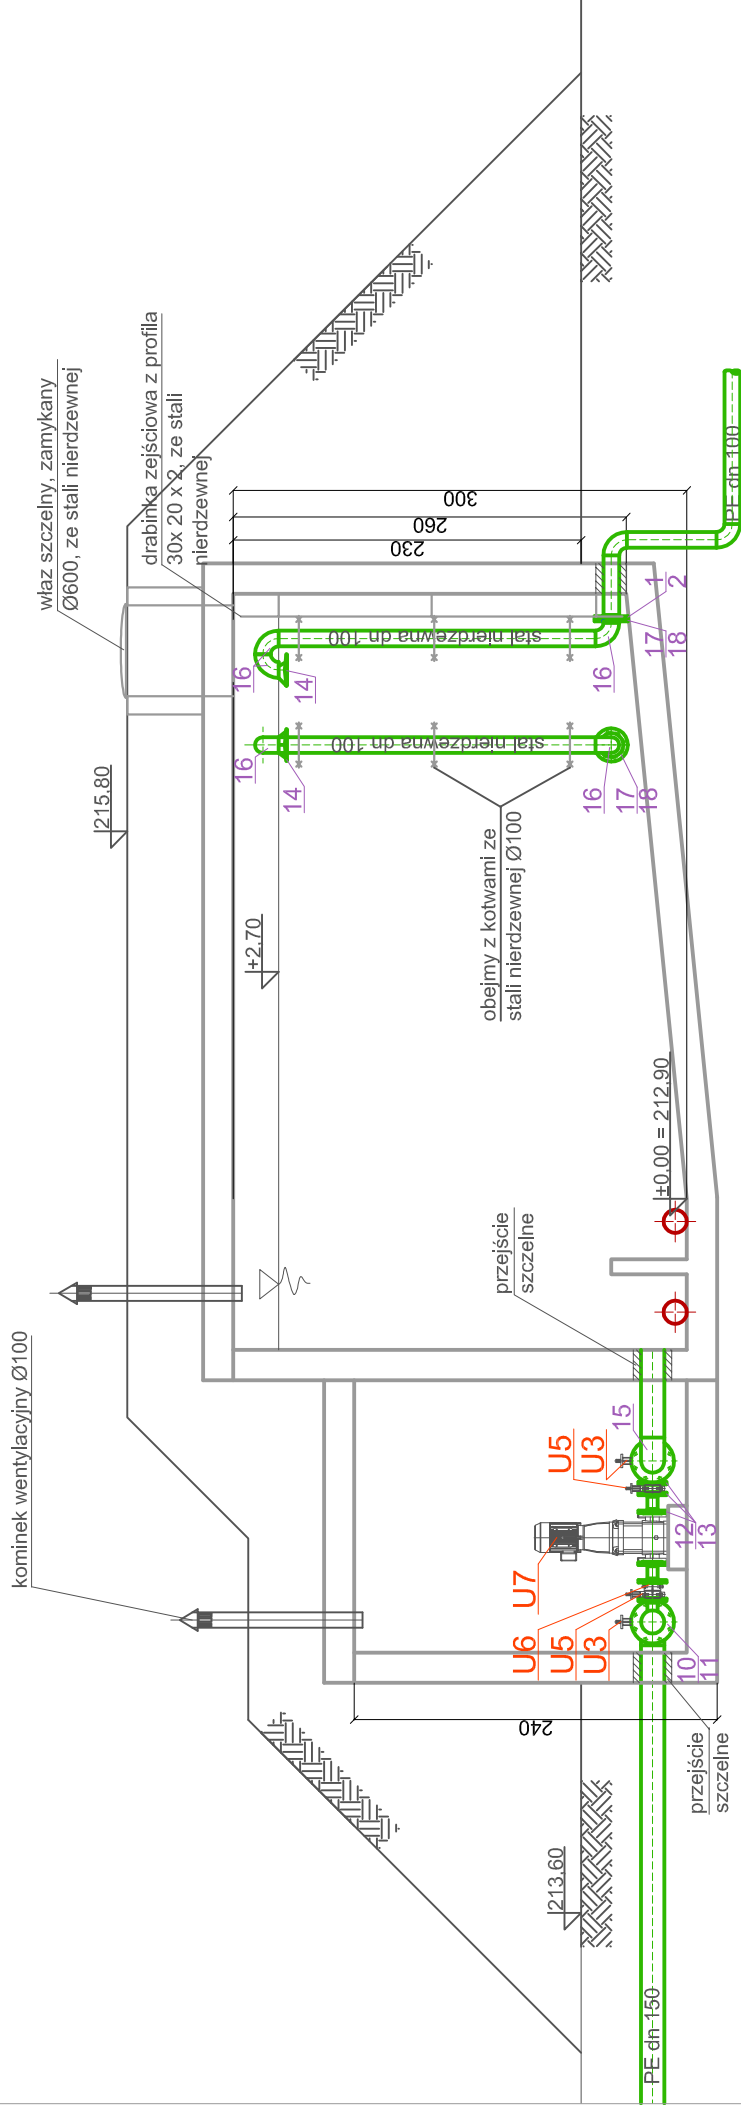 kominek wentylacyjny Ø100
właz szczelny, zamykany
Ø600, ze stali nierdzewnej
drabinka zejściowa z profila
30x 20 x 2, ze stali
nierdzewnej
215.80
+2.70
±0.00 = 212.90
213.60
obejmy z kotwami ze
stali nierdzewnej Ø100
przejście
szczelne
przejście
szczelne
stal nierdzewna dn 100
stal nierdzewna dn 100
PE dn 150
PE dn 100
240
230
260
300
U7
U6
U5
U3
U5
U3
10
11
12
13
15
16
14
16
17
18
16
14
16
17
18
1
2